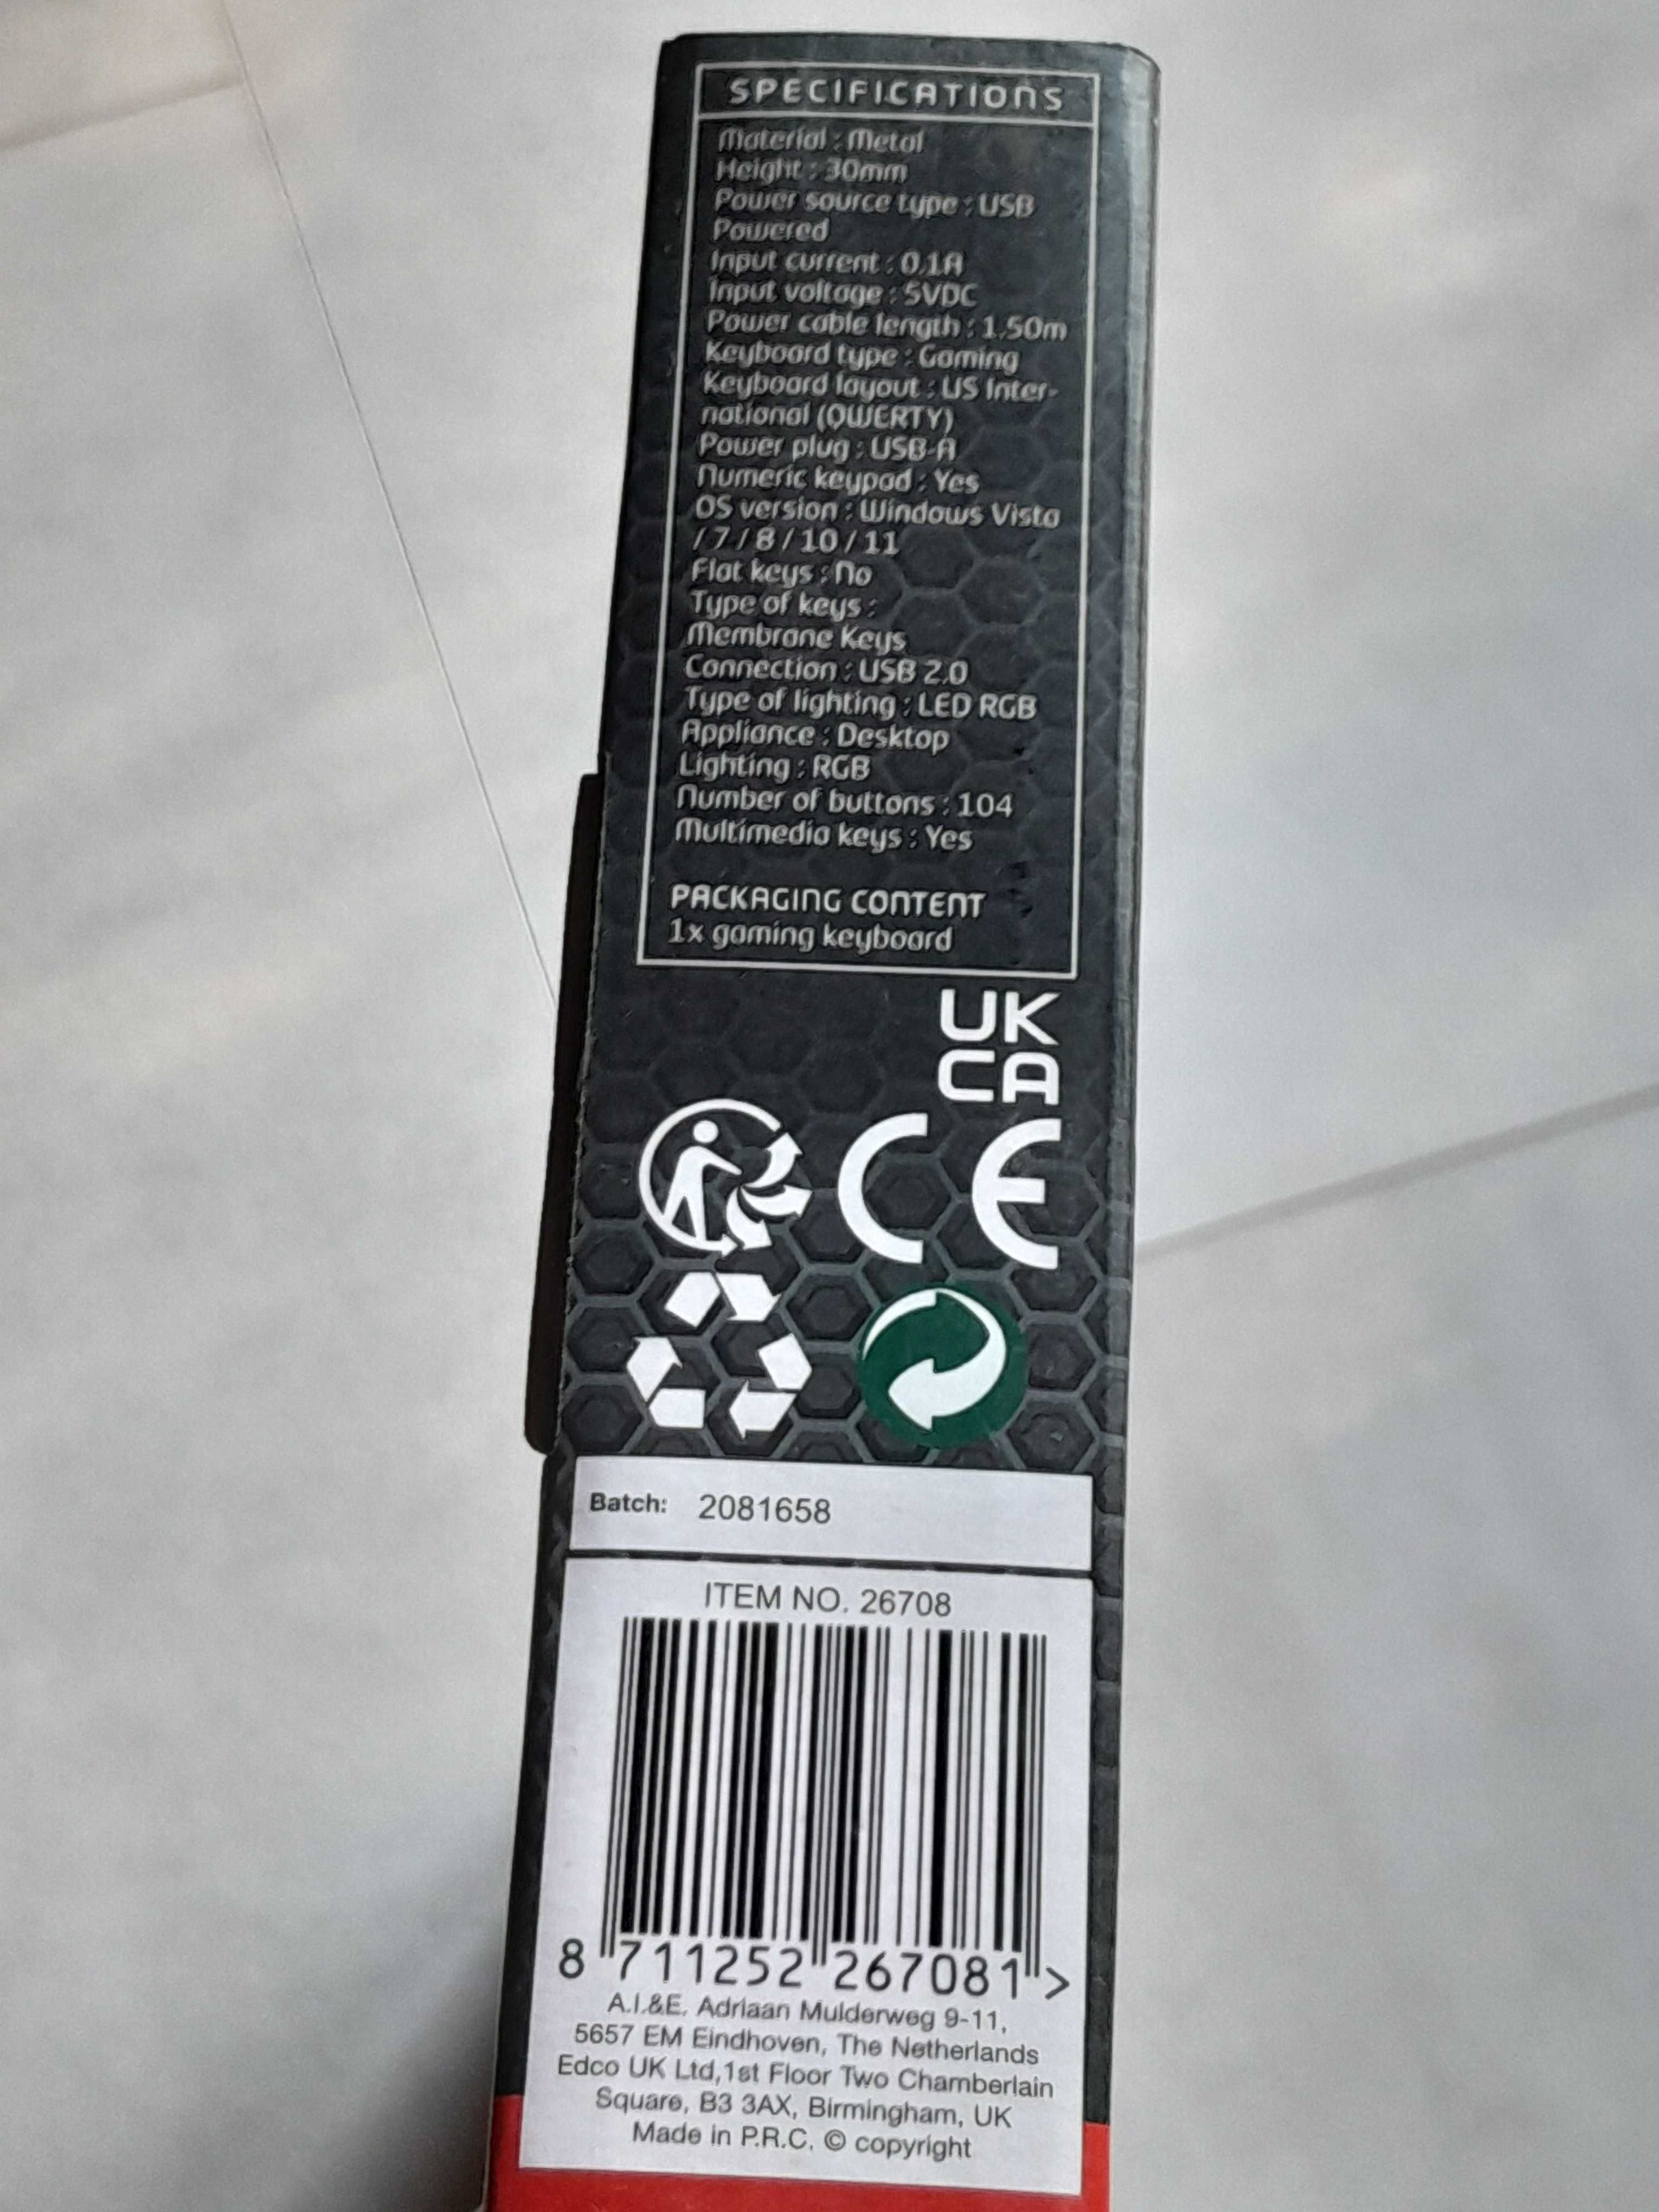 SPECIFICATIONS
Material : Metal
Height : 30mm
Power source type : USB
Powered
Input current : 0.1A
Input voltage : 5VDC
Power cable length : 1.50m
Keyboard type : Gaming
Keyboard layout : US Inter-
national (QWERTY)
Power plug : USB-A
Numeric keypad : Yes
OS version : Windows Vista
/ 7 / 8 / 10 / 11
Flat keys : No
Type of keys :
Membrane Keys
Connection : USB 2.0
Type of lighting : LED RGB
Appliance : Desktop
Lighting : RGB
Number of buttons : 104
Multimedia keys : Yes
PACKAGING CONTENT
1x gaming keyboard
UK
CA
CE
Batch: 2081658
ITEM NO. 26708
8 711252 267081 >
A.I.&E. Adriaan Mulderweg 9-11,
5657 EM Eindhoven, The Netherlands
Edco UK Ltd,1st Floor Two Chamberlain
Square, B3 3AX, Birmingham, UK
Made in P.R.C. © copyright